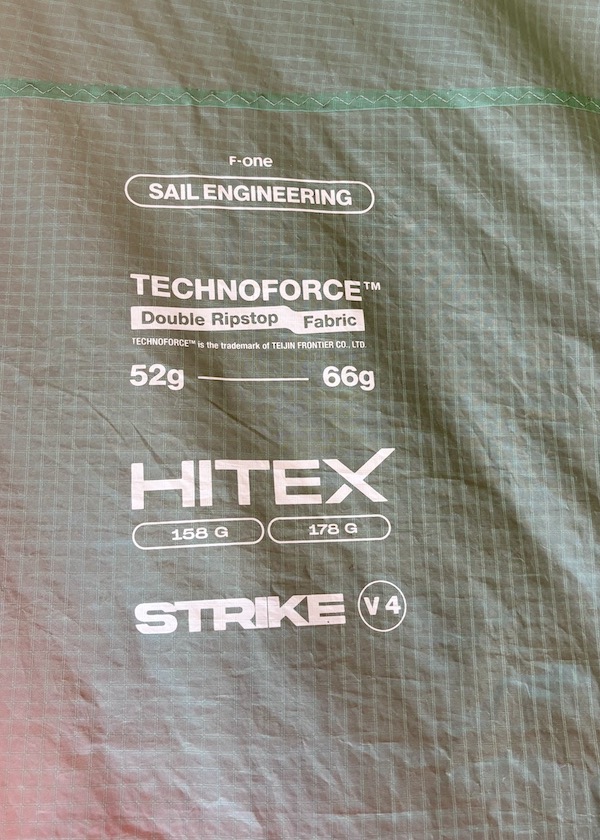 F-one
SAIL ENGINEERING
TECHNOFORCE™
Double Ripstop Fabric
TECHNOFORCE™ is the trademark of TEIJIN FRONTIER CO., LTD.
52g 66g
HITEX
158 G 178 G
STRIKE V4